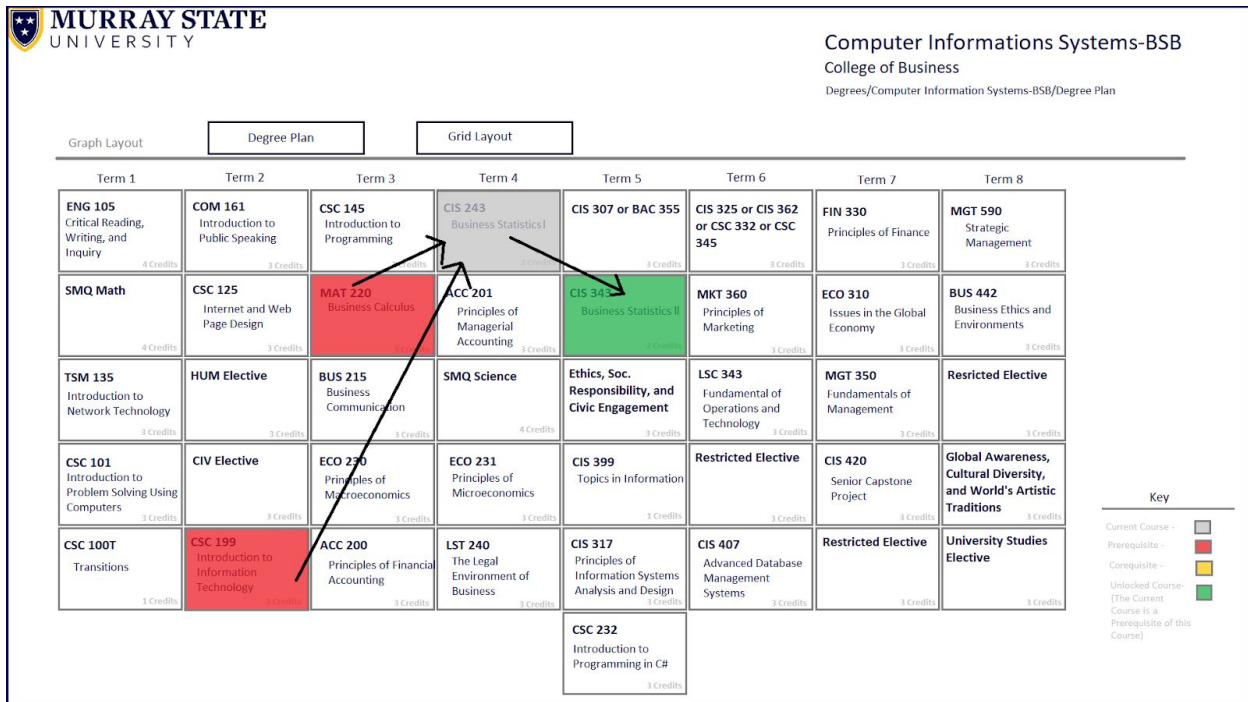 MURRAY STATE
UNIVERSITY
Computer Informations Systems-BSB
College of Business
Degrees/Computer Information Systems-BSB/Degree Plan
Graph Layout
Degree Plan
Grid Layout
Term 1
Term 2
Term 3
Term 4
Term 5
Term 6
Term 7
Term 8
ENG 105
Critical Reading,
Writing, and
Inquiry
4 Credits
COM 161
Introduction to
Public Speaking
3 Credits
CSC 145
Introduction to
Programming
Credits
CIS 243
Business Statistics I
Credits
CIS 307 or BAC 355
3 Credits
CIS 325 or CIS 362
or CSC 332 or CSC
345
3 Credits
FIN 330
Principles of Finance
3 Credits
MGT 590
Strategic
Management
3 Credits
SMQ Math
4 Credits
CSC 125
Internet and Web
Page Design
3 Credits
MAT 220
Business Calculus
3 Credits
ACC 201
Principles of
Managerial
Accounting
3 Credits
CIS 343
Business Statistics II
Credits
MKT 360
Principles of
Marketing
3 Credits
ECO 310
Issues in the Global
Economy
3 Credits
BUS 442
Business Ethics and
Environments
3 Credits
TSM 135
Introduction to
Network Technology
3 Credits
HUM Elective
3 Credits
BUS 215
Business
Communication
3 Credits
SMQ Science
4 Credits
Ethics, Soc.
Responsibility, and
Civic Engagement
3 Credits
LSC 343
Fundamental of
Operations and
Technology
3 Credits
MGT 350
Fundamentals of
Management
3 Credits
Resricted Elective
3 Credits
CSC 101
Introduction to
Problem Solving Using
Computers
3 Credits
CIV Elective
3 Credits
ECO 230
Principles of
Macroeconomics
3 Credits
ECO 231
Principles of
Microeconomics
3 Credits
CIS 399
Topics in Information
1 Credits
Restricted Elective
3 Credits
CIS 420
Senior Capstone
Project
3 Credits
Global Awareness,
Cultural Diversity,
and World's Artistic
Traditions
3 Credits
CSC 100T
Transitions
1 Credits
CSC 199
Introduction to
Information
Technology
3 Credits
ACC 200
Principles of Financial
Accounting
3 Credits
LST 240
The Legal
Environment of
Business
3 Credits
CIS 317
Principles of
Information Systems
Analysis and Design
3 Credits
CIS 407
Advanced Database
Management
Systems
3 Credits
Restricted Elective
3 Credits
University Studies
Elective
3 Credits
CSC 232
Introduction to
Programming in C#
3 Credits
Key
Current Course -
Prerequisite -
Corequisite -
Unlocked Course-
(The Current
Course is a
Prerequisite of this
Course)